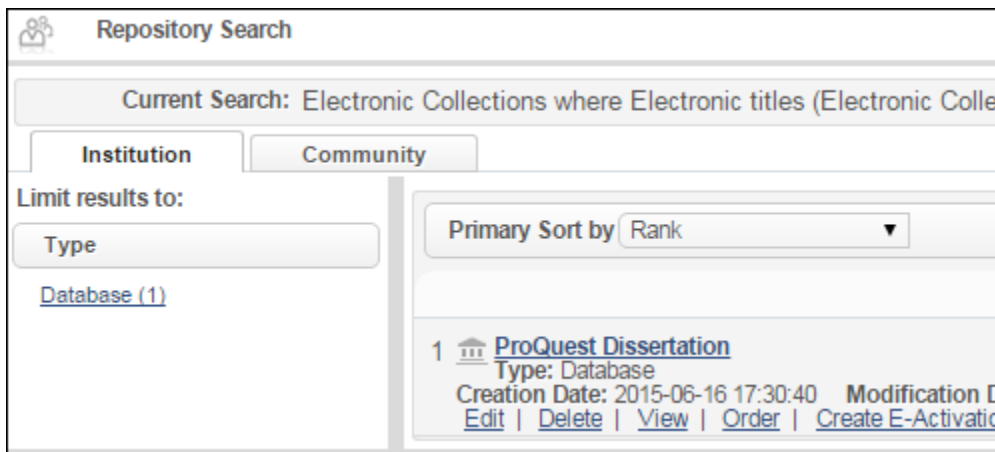 Repository Search
Current Search: Electronic Collections where Electronic titles (Electronic Colle
Institution Community
Limit results to:
Type
Database (1)
Primary Sort by Rank
1 ProQuest Dissertation
Type: Database
Creation Date: 2015-06-16 17:30:40 Modification D
Edit | Delete | View | Order | Create E-Activatio